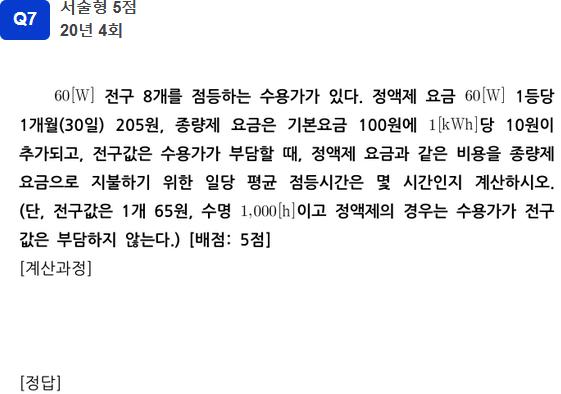 Q7
서술형 5점
20년 4회
60[W] 전구 8개를 점등하는 수용가가 있다. 정액제 요금 60[W] 1등당
1개월(30일) 205원, 종량제 요금은 기본요금 100원에 1[kWh]당 10원이
추가되고, 전구값은 수용가가 부담할 때, 정액제 요금과 같은 비용을 종량제
요금으로 지불하기 위한 일당 평균 점등시간은 몇 시간인지 계산하시오.
(단, 전구값은 1개 65원, 수명 1,000[h]이고 정액제의 경우는 수용가가 전구
값은 부담하지 않는다.) [배점: 5점]
[계산과정]
[정답]